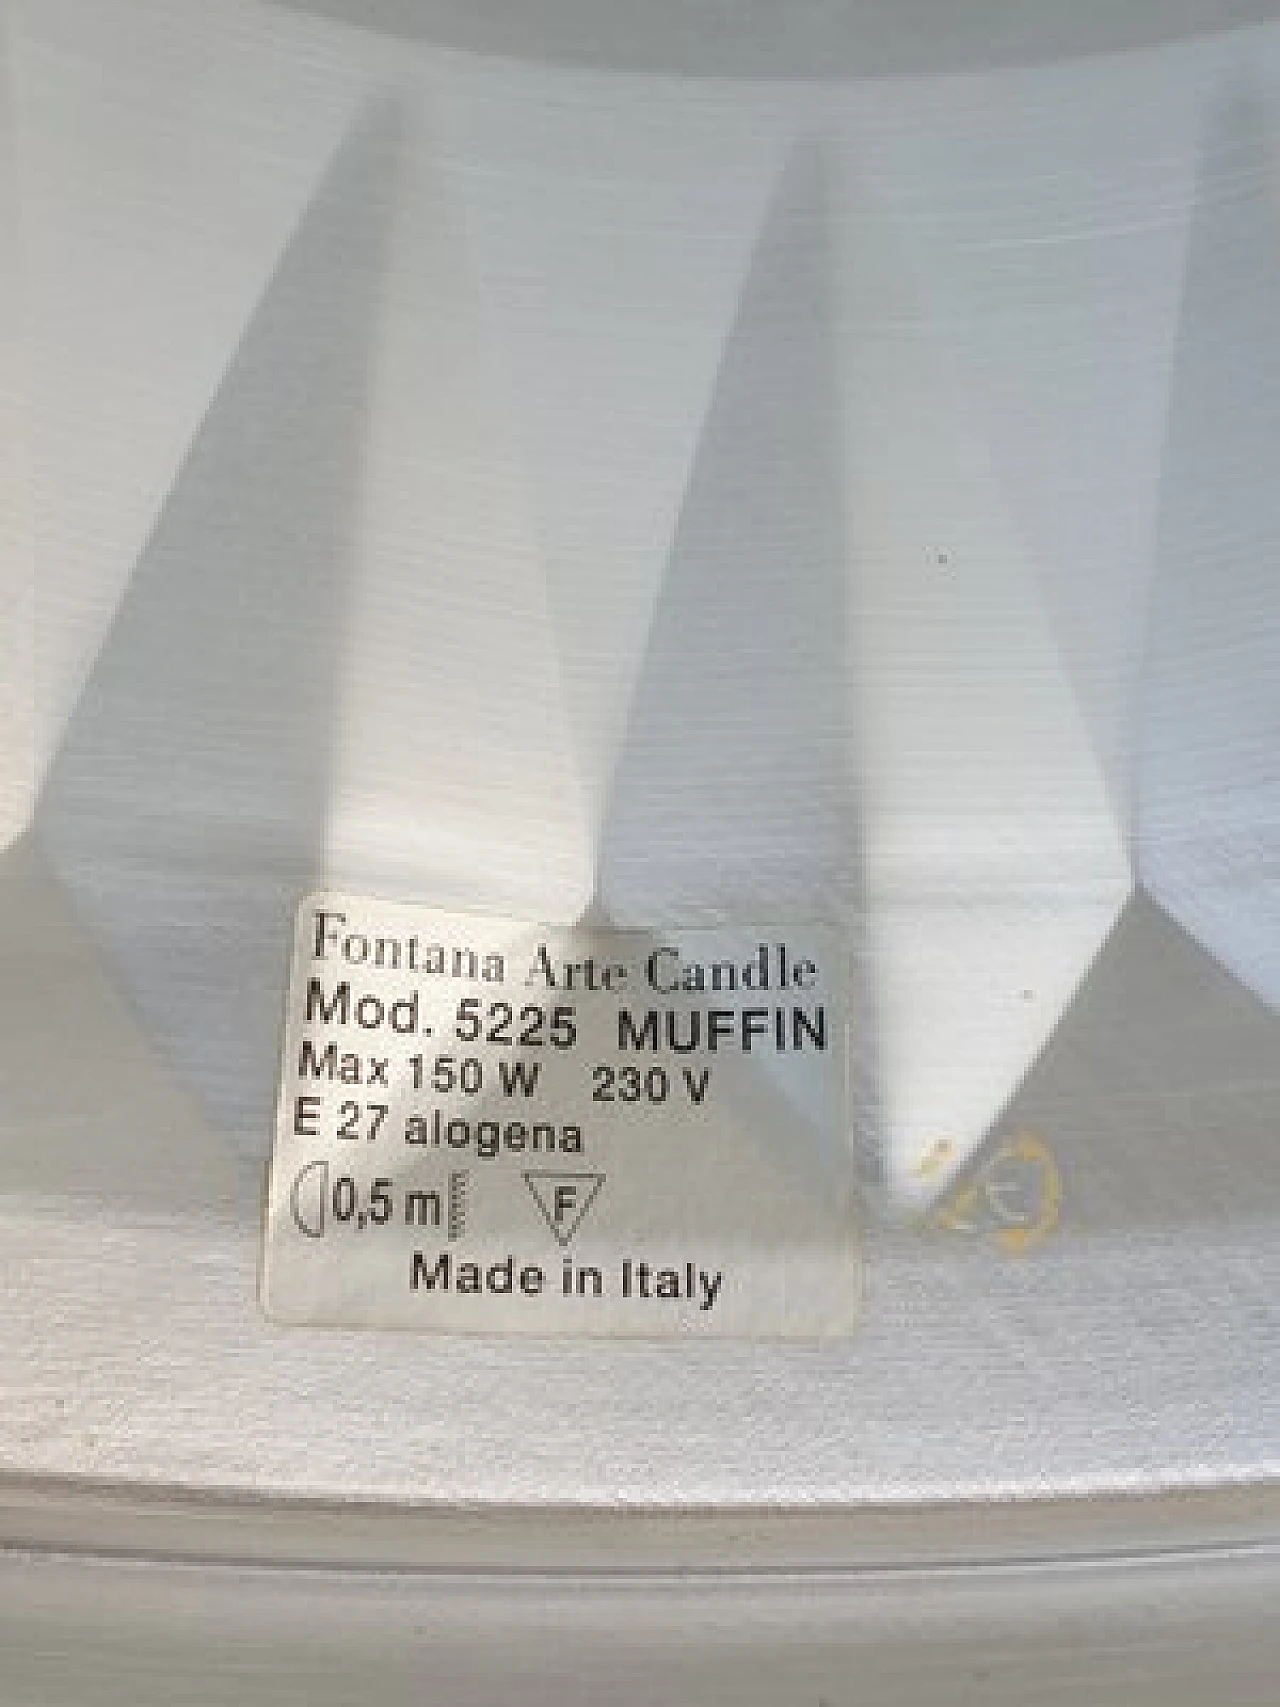 Fontana Arte Candle
Mod. 5225 MUFFIN
Max 150 W 230 V
E 27 alogena
0,5 m F
Made in Italy